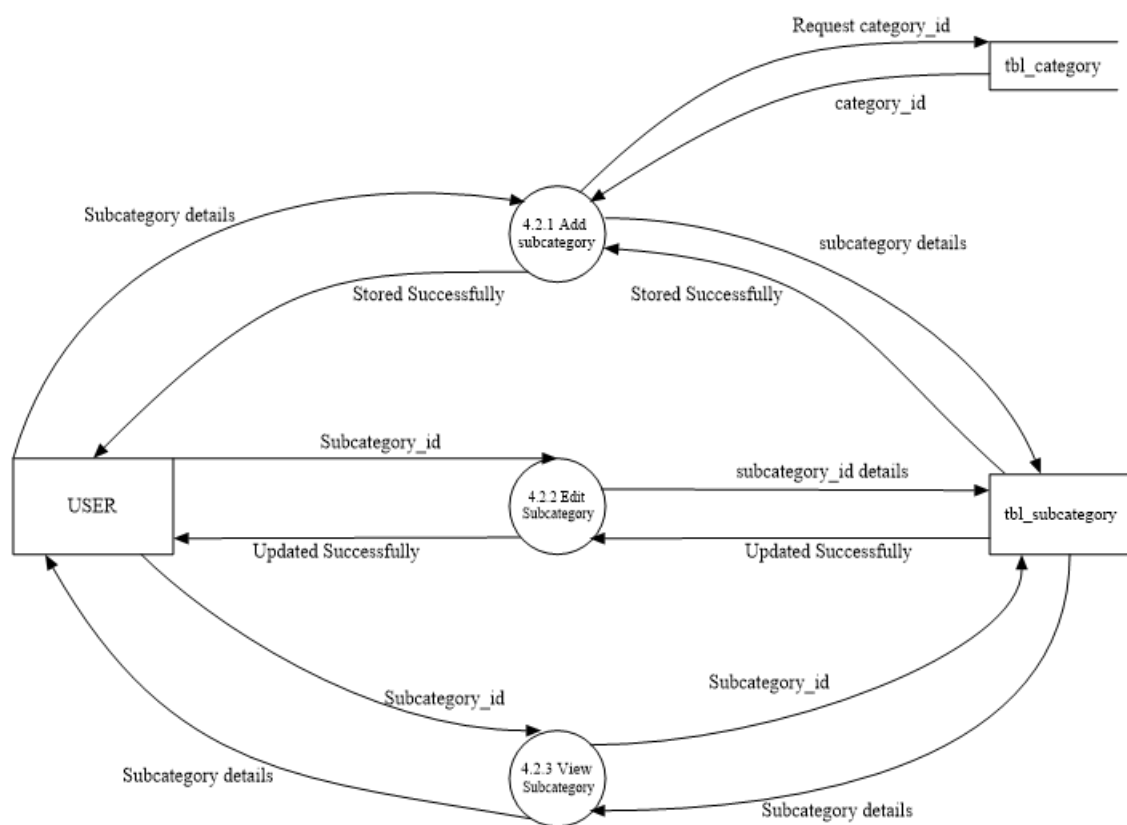 Request category_id
tbl_category
category_id
Subcategory details
4.2.1 Add
subcategory
subcategory details
Stored Successfully
Stored Successfully
Subcategory_id
subcategory_id details
USER
4.2.2 Edit
Subcategory
tbl_subcategory
Updated Successfully
Updated Successfully
Subcategory_id
Subcategory_id
4.2.3 View
Subcategory
Subcategory details
Subcategory details